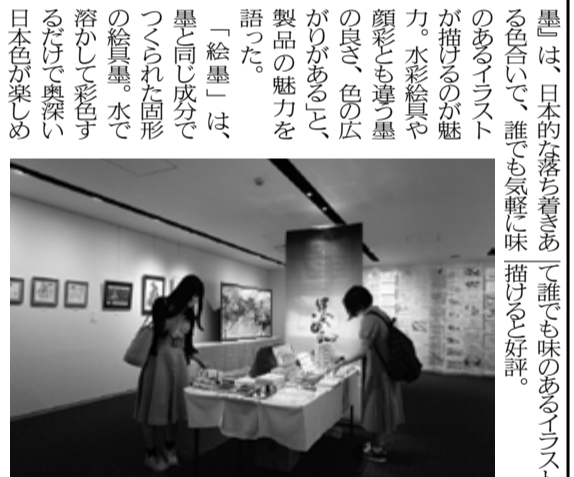 墨』は、日本的な落ち着きあ
る色合いで、誰でも気軽に味
のあるイラスト
が描けるのが魅
力。水彩絵具や
顔彩とも違う墨
の良さ、色の広
がりがある」と、
製品の魅力を
語った。
「絵墨」は、
墨と同じ成分で
つくられた固形
の絵具墨。水で
溶かして彩色す
るだけで奥深い
日本色が楽しめ
て誰でも味のあるイラスト
描けると好評。